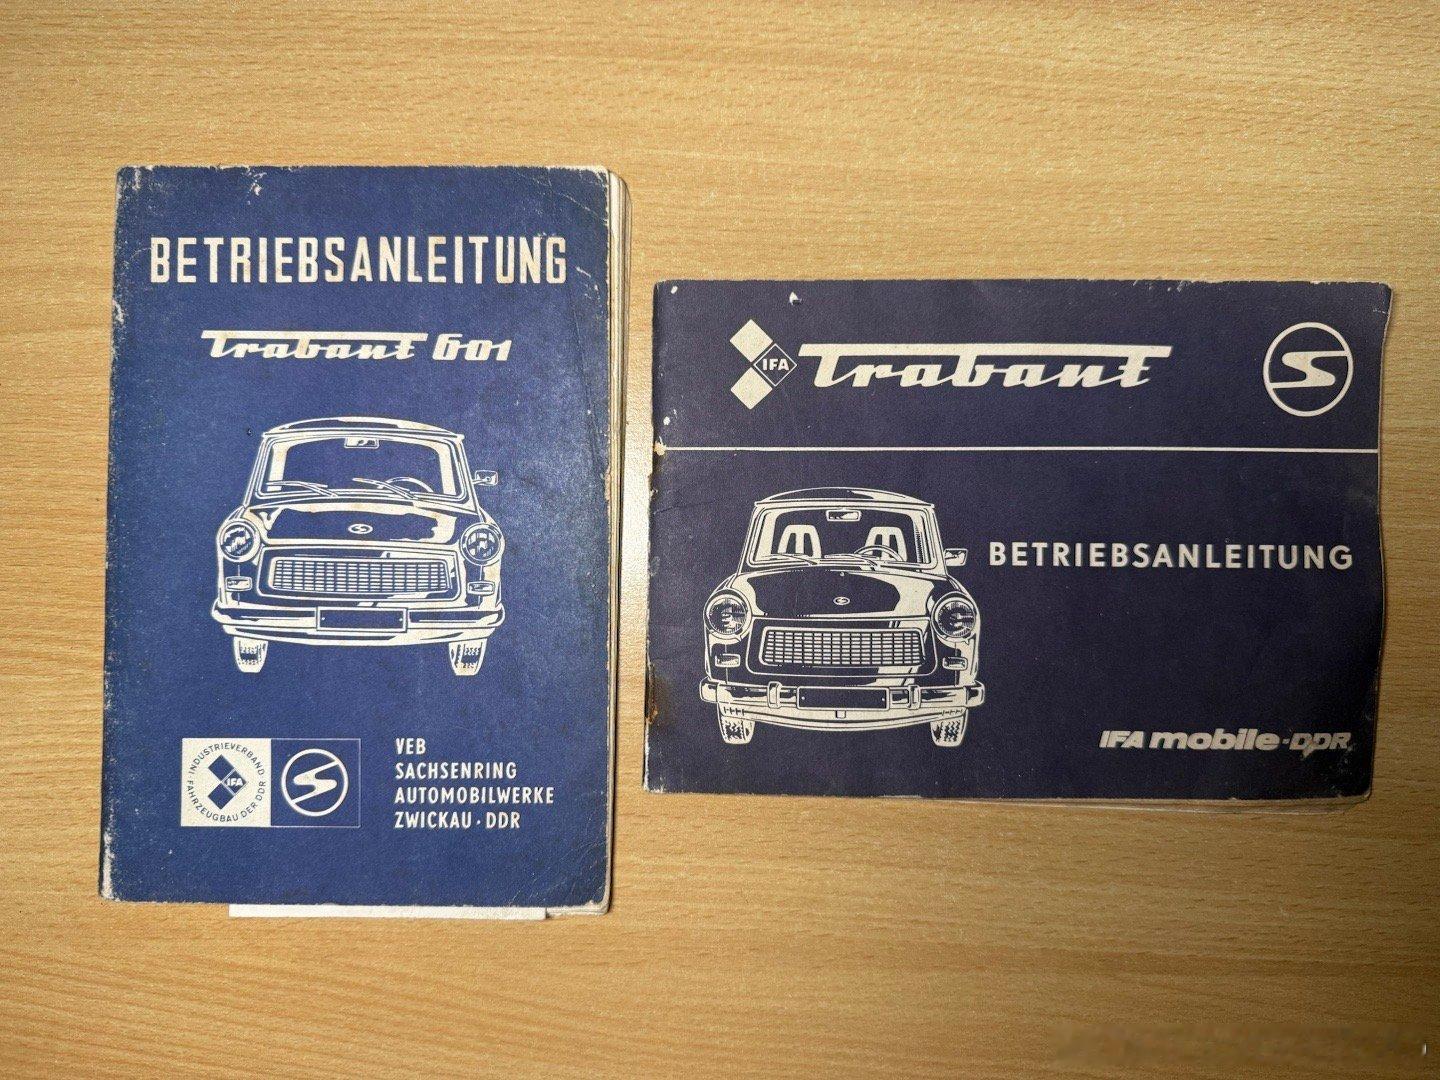 BETRIEBSANLEITUNG
Trabant 601
INDUSTRIEVERBAND
FAHRZEUGBAU DER DDR
IFA
S
VEB
SACHSENRING
AUTOMOBILWERKE
ZWICKAU · DDR
IFA
Trabant
S
BETRIEBSANLEITUNG
IFA mobile · DDR